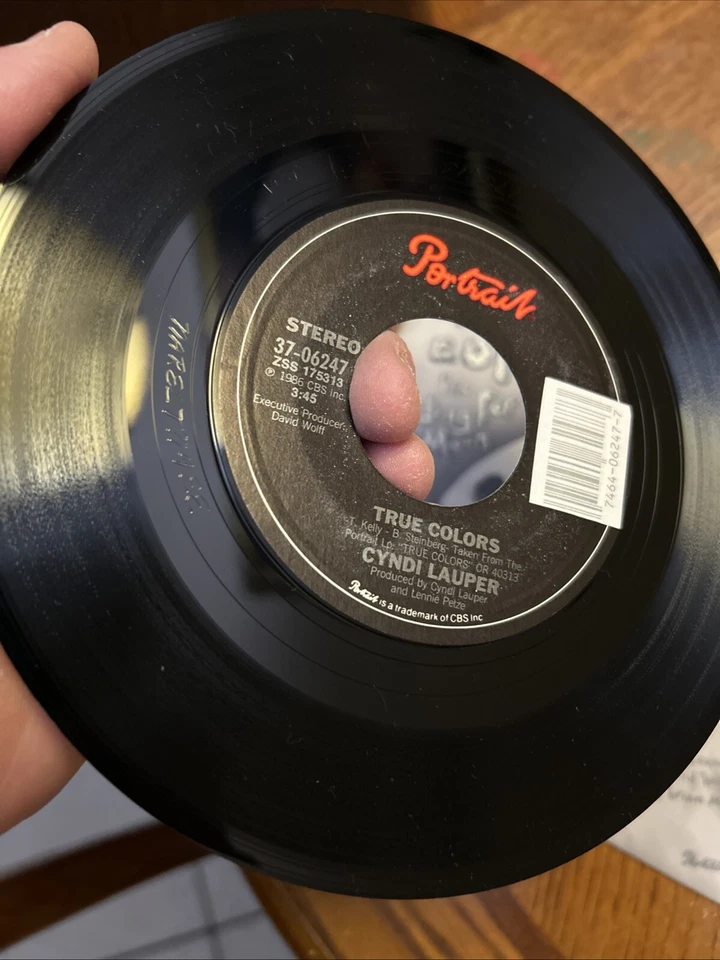 Portrait
STEREO
37-06247
ZSS 175313
℗ 1986 CBS Inc.
3:45
Executive Producer:
David Wolff
7464-06247-7
TRUE COLORS
T. Kelly - B. Steinberg Taken From The
Portrait Lp: "TRUE COLORS" OR 40313
CYNDI LAUPER
Produced by Cyndi Lauper
and Lennie Petze
Portrait is a trademark of CBS Inc